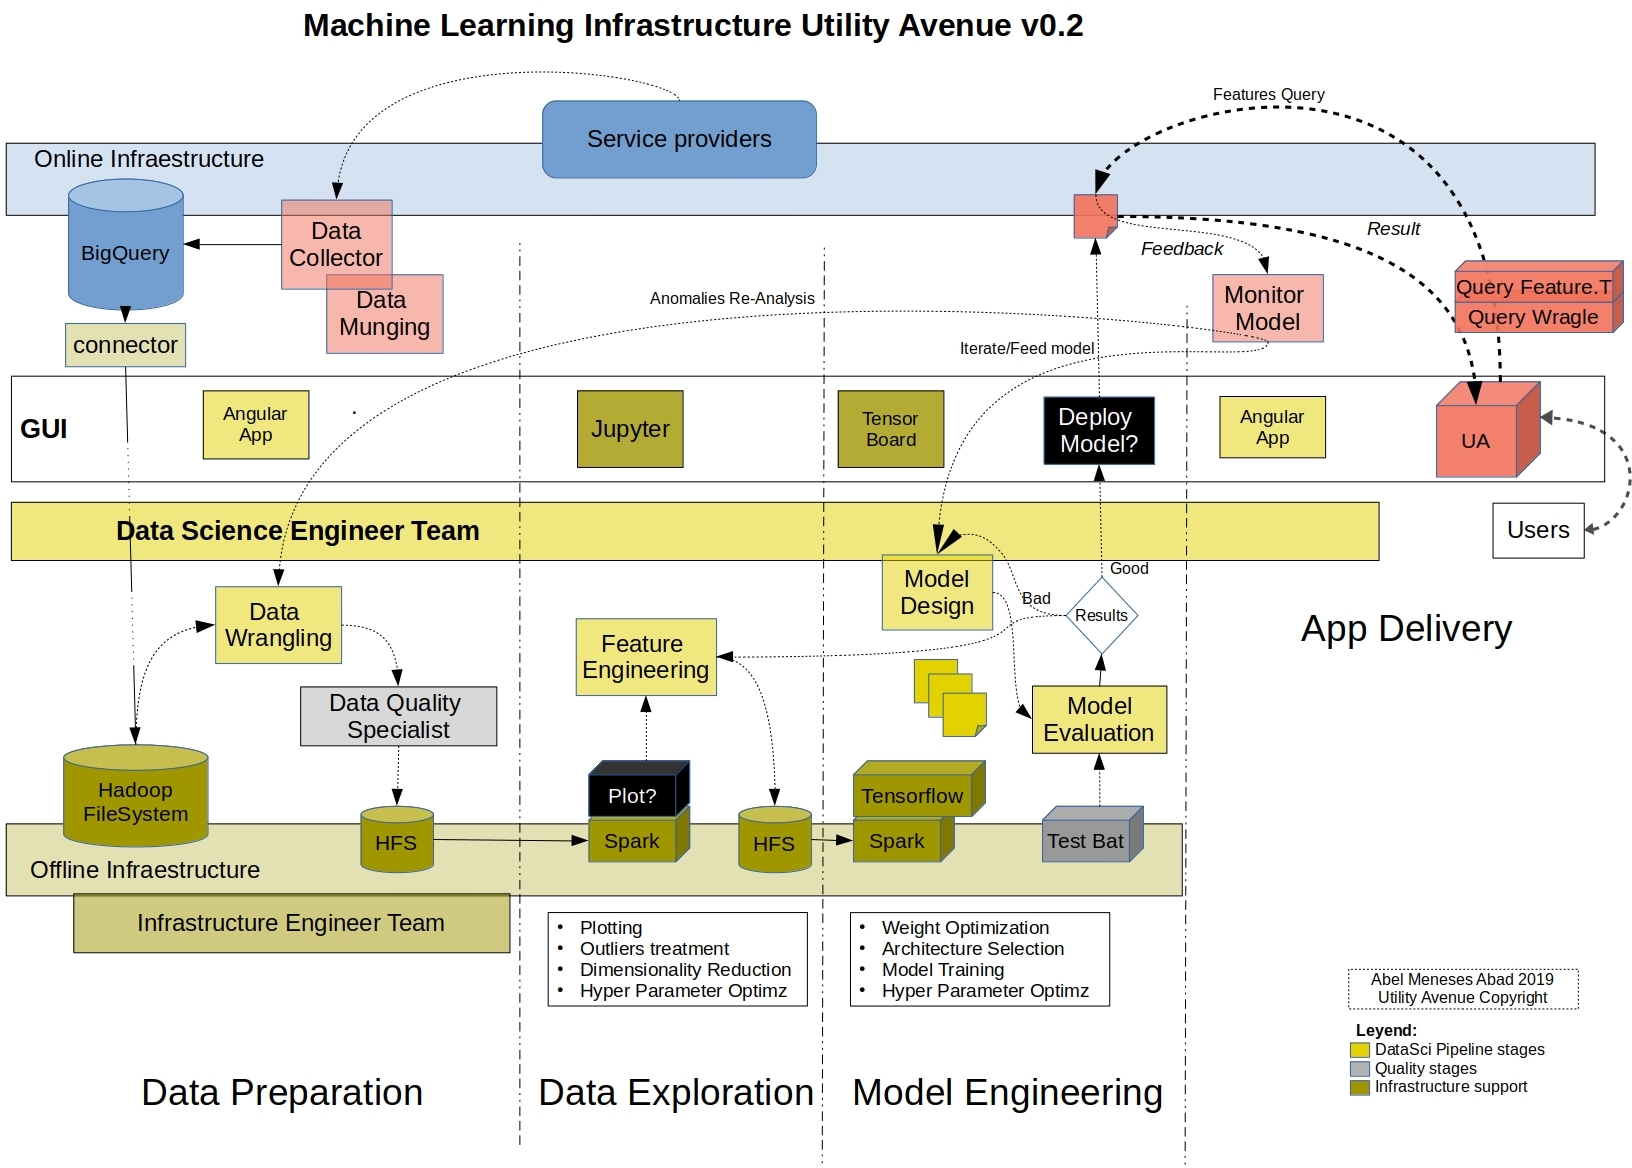 Machine Learning Infrastructure Utility Avenue v0.2
Features Query
Service providers
Online Infraestructure
Data
Collector
BigQuery
Result
Feedback
Data
Munging
Anomalies Re-Analysis
Monitor
Model
Query Feature.T
Query Wragle
connector
Iterate/Feed model
GUI
Angular
App
Jupyter
Tensor
Board
Deploy
Model?
Angular
App
UA
Data Science Engineer Team
Users
Good
Model
Design
Bad
Results
Data
Wrangling
Feature
Engineering
App Delivery
Data Quality
Specialist
Model
Evaluation
Hadoop
FileSystem
Plot?
Tensorflow
HFS
Spark
HFS
Spark
Test Bat
Offline Infraestructure
Infrastructure Engineer Team
• Plotting
• Outliers treatment
• Dimensionality Reduction
• Hyper Parameter Optimz
• Weight Optimization
• Architecture Selection
• Model Training
• Hyper Parameter Optimz
Abel Meneses Abad 2019
Utility Avenue Copyright
Leyend:
DataSci Pipeline stages
Quality stages
Infrastructure support
Data Preparation
Data Exploration
Model Engineering